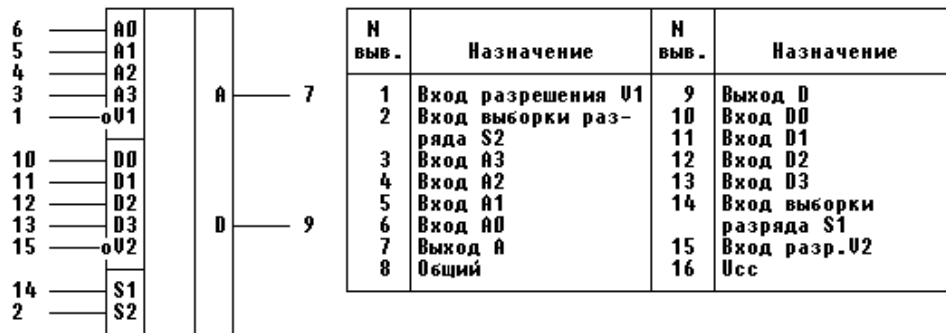 6 A0
5 A1
4 A2
3 A3 A 7
1 V1
10 D0
11 D1
12 D2
13 D3 D 9
15 V2
14 S1
2 S2
N выв. Назначение N выв. Назначение
1 Вход разрешения V1 9 Выход D
2 Вход выборки раз- 10 Вход D0
ряда S2 11 Вход D1
3 Вход A3 12 Вход D2
4 Вход A2 13 Вход D3
5 Вход A1 14 Вход выборки
6 Вход A0 разряда S1
7 Выход A 15 Вход разр.V2
8 Общий 16 Ucc